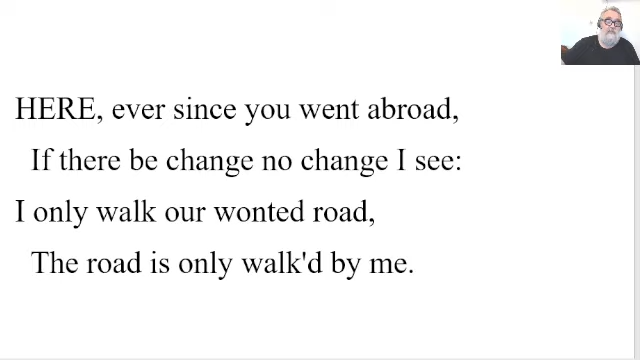 HERE, ever since you went abroad,
If there be change no change I see:
I only walk our wonted road,
The road is only walk'd by me.